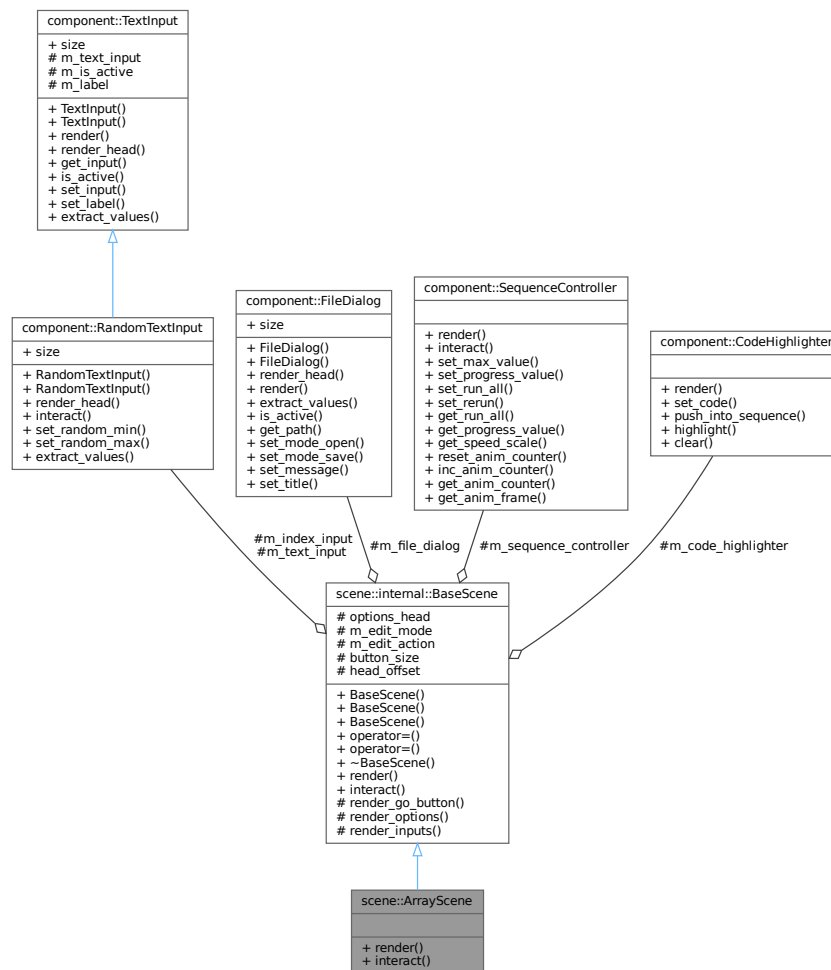 component::TextInput
+ size
# m_text_input
# m_is_active
# m_label
+ TextInput()
+ TextInput()
+ render()
+ render_head()
+ get_input()
+ is_active()
+ set_input()
+ set_label()
+ extract_values()
component::RandomTextInput
+ size
+ RandomTextInput()
+ RandomTextInput()
+ render_head()
+ interact()
+ set_random_min()
+ set_random_max()
+ extract_values()
component::FileDialog
+ size
+ FileDialog()
+ FileDialog()
+ render_head()
+ render()
+ extract_values()
+ is_active()
+ get_path()
+ set_mode_open()
+ set_mode_save()
+ set_message()
+ set_title()
component::SequenceController
+ render()
+ interact()
+ set_max_value()
+ set_progress_value()
+ set_run_all()
+ set_rerun()
+ get_run_all()
+ get_progress_value()
+ get_speed_scale()
+ reset_anim_counter()
+ inc_anim_counter()
+ get_anim_counter()
+ get_anim_frame()
component::CodeHighlighter
+ render()
+ set_code()
+ push_into_sequence()
+ highlight()
+ clear()
#m_index_input
#m_text_input
#m_file_dialog
#m_sequence_controller
#m_code_highlighter
scene::internal::BaseScene
# options_head
# m_edit_mode
# m_edit_action
# button_size
# head_offset
+ BaseScene()
+ BaseScene()
+ BaseScene()
+ operator=()
+ operator=()
+ ~BaseScene()
+ render()
+ interact()
# render_go_button()
# render_options()
# render_inputs()
scene::ArrayScene
+ render()
+ interact()